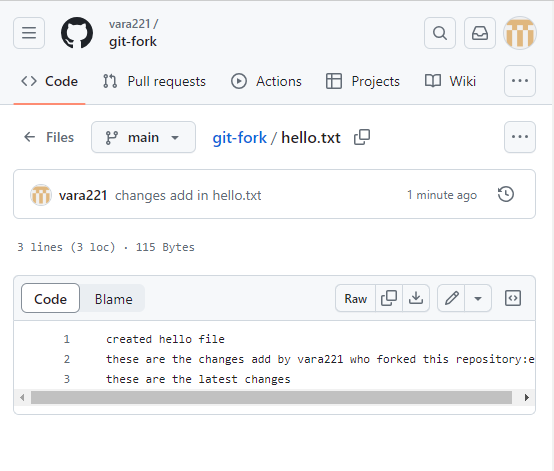 vara221 /
git-fork
Code Pull requests Actions Projects Wiki
Files main git-fork / hello.txt
vara221 changes add in hello.txt 1 minute ago
3 lines (3 loc) · 115 Bytes
Code Blame Raw
1 created hello file
2 these are the changes add by vara221 who forked this repository:e
3 these are the latest changes